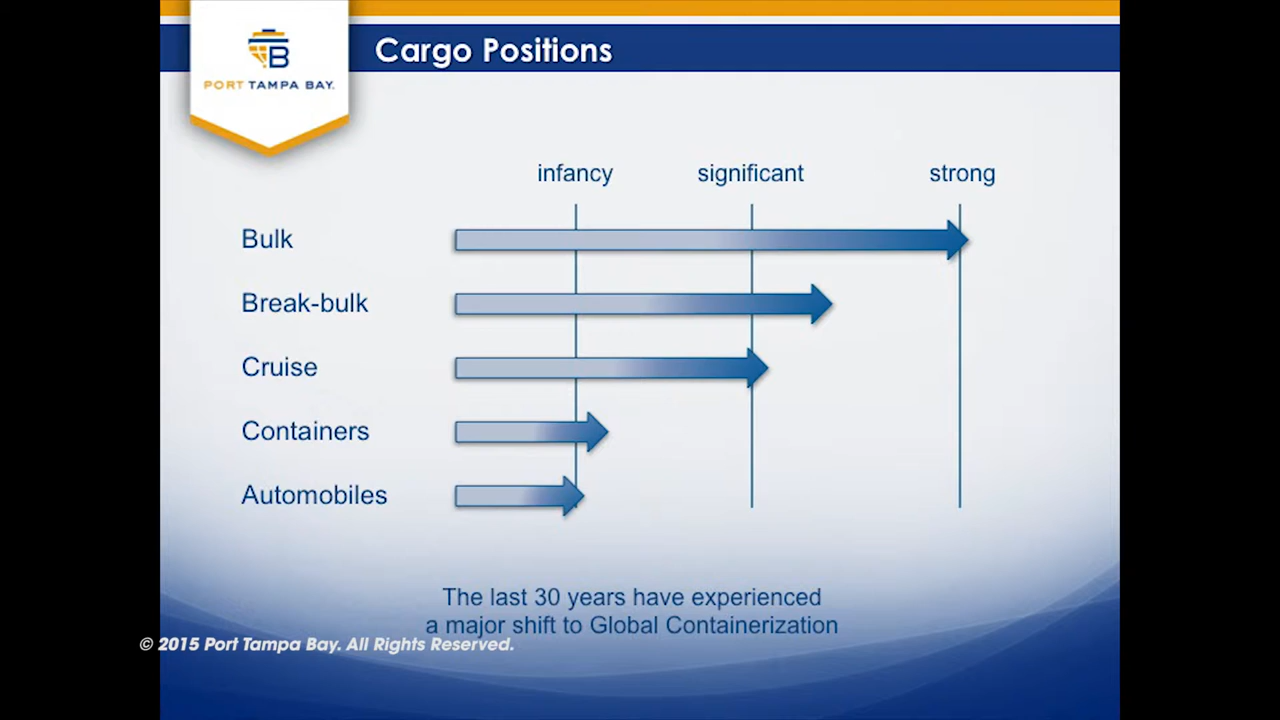 Cargo Positions
B
PORT TAMPA BAY.
infancy significant strong
Bulk
Break-bulk
Cruise
Containers
Automobiles
The last 30 years have experienced
a major shift to Global Containerization
© 2015 Port Tampa Bay. All Rights Reserved.